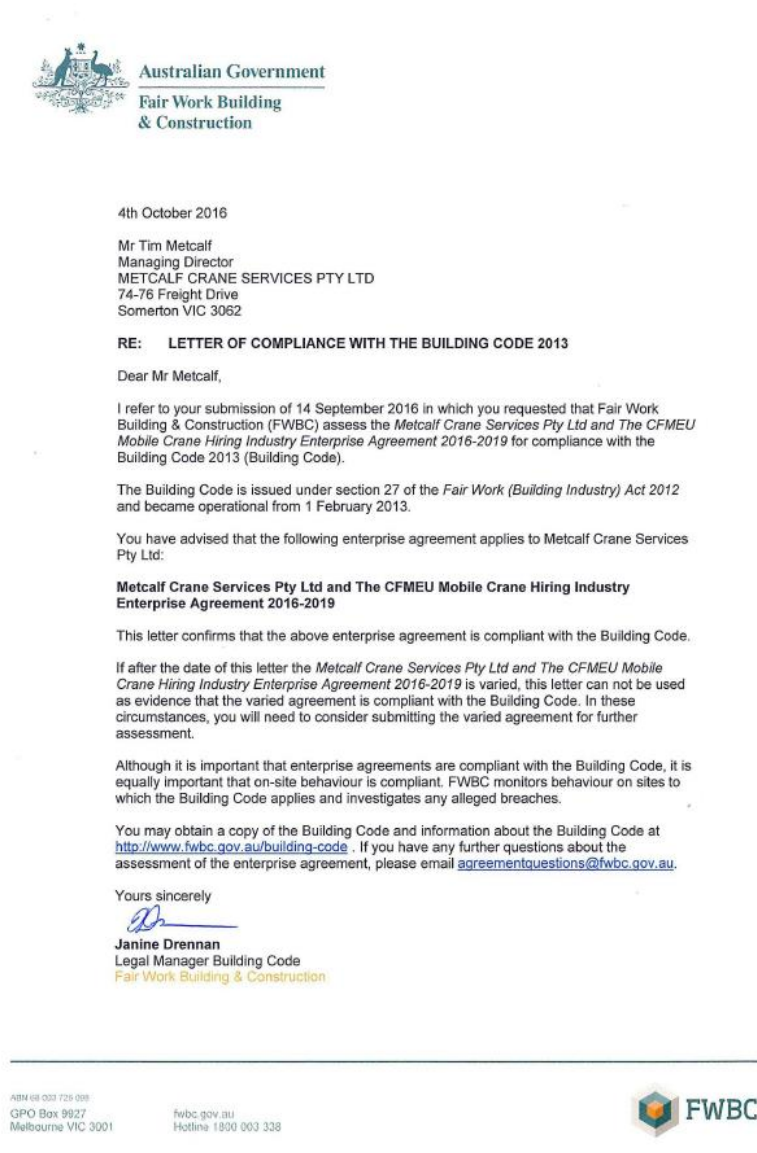 Australian Government
Fair Work Building
& Construction
4th October 2016
Mr Tim Metcalf
Managing Director
METCALF CRANE SERVICES PTY LTD
74-76 Freight Drive
Somerton VIC 3062
RE: LETTER OF COMPLIANCE WITH THE BUILDING CODE 2013
Dear Mr Metcalf,
I refer to your submission of 14 September 2016 in which you requested that Fair Work
Building & Construction (FWBC) assess the Metcalf Crane Services Pty Ltd and The CFMEU
Mobile Crane Hiring Industry Enterprise Agreement 2016-2019 for compliance with the
Building Code 2013 (Building Code).
The Building Code is issued under section 27 of the Fair Work (Building Industry) Act 2012
and became operational from 1 February 2013.
You have advised that the following enterprise agreement applies to Metcalf Crane Services
Pty Ltd:
Metcalf Crane Services Pty Ltd and The CFMEU Mobile Crane Hiring Industry
Enterprise Agreement 2016-2019
This letter confirms that the above enterprise agreement is compliant with the Building Code.
If after the date of this letter the Metcalf Crane Services Pty Ltd and The CFMEU Mobile
Crane Hiring Industry Enterprise Agreement 2016-2019 is varied, this letter can not be used
as evidence that the varied agreement is compliant with the Building Code. In these
circumstances, you will need to consider submitting the varied agreement for further
assessment.
Although it is important that enterprise agreements are compliant with the Building Code, it is
equally important that on-site behaviour is compliant. FWBC monitors behaviour on sites to
which the Building Code applies and investigates any alleged breaches.
You may obtain a copy of the Building Code and information about the Building Code at
http://www.fwbc.gov.au/building-code . If you have any further questions about the
assessment of the enterprise agreement, please email agreementquestions@fwbc.gov.au.
Yours sincerely
Janine Drennan
Legal Manager Building Code
Fair Work Building & Construction
ABN
GPO Box 9927
Melbourne VIC 3001
fwbc.gov.au
Hotline 1800 003 338
FWBC